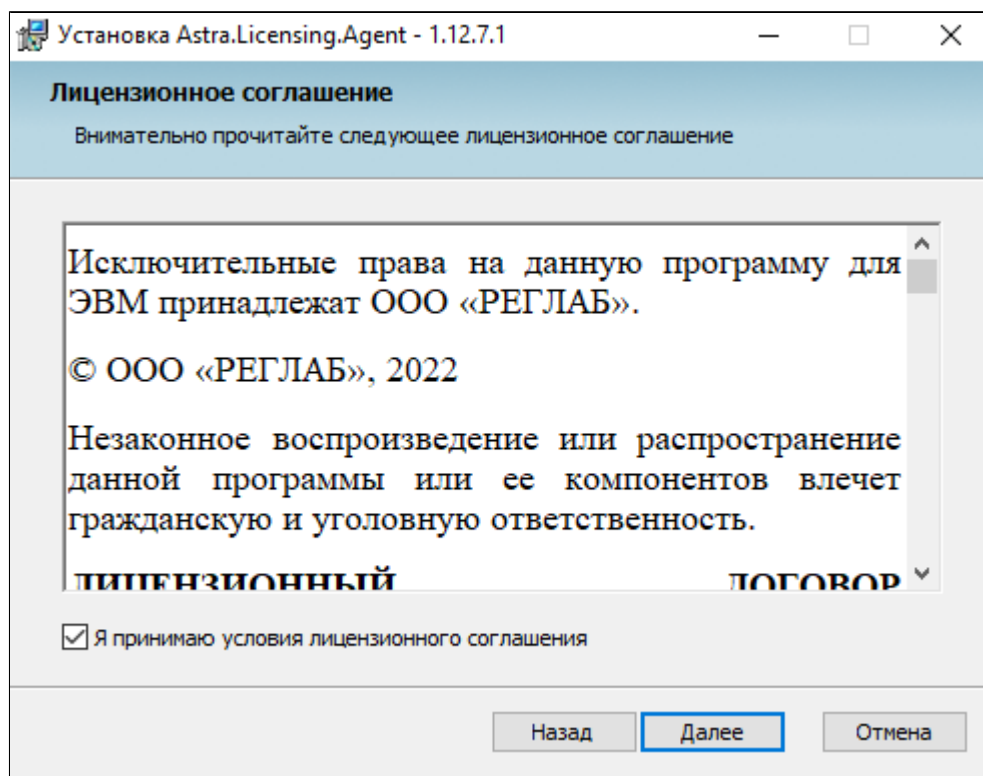 Установка Astra.Licensing.Agent - 1.12.7.1
Лицензионное соглашение
Внимательно прочитайте следующее лицензионное соглашение
Исключительные права на данную программу для
ЭВМ принадлежат ООО «РЕГЛАБ».
© ООО «РЕГЛАБ», 2022
Незаконное воспроизведение или распространение
данной программы или ее компонентов влечет
гражданскую и уголовную ответственность.
ЛИЦЕНЗИОННЫЙ ДОГОВОР
Я принимаю условия лицензионного соглашения
Назад Далее Отмена